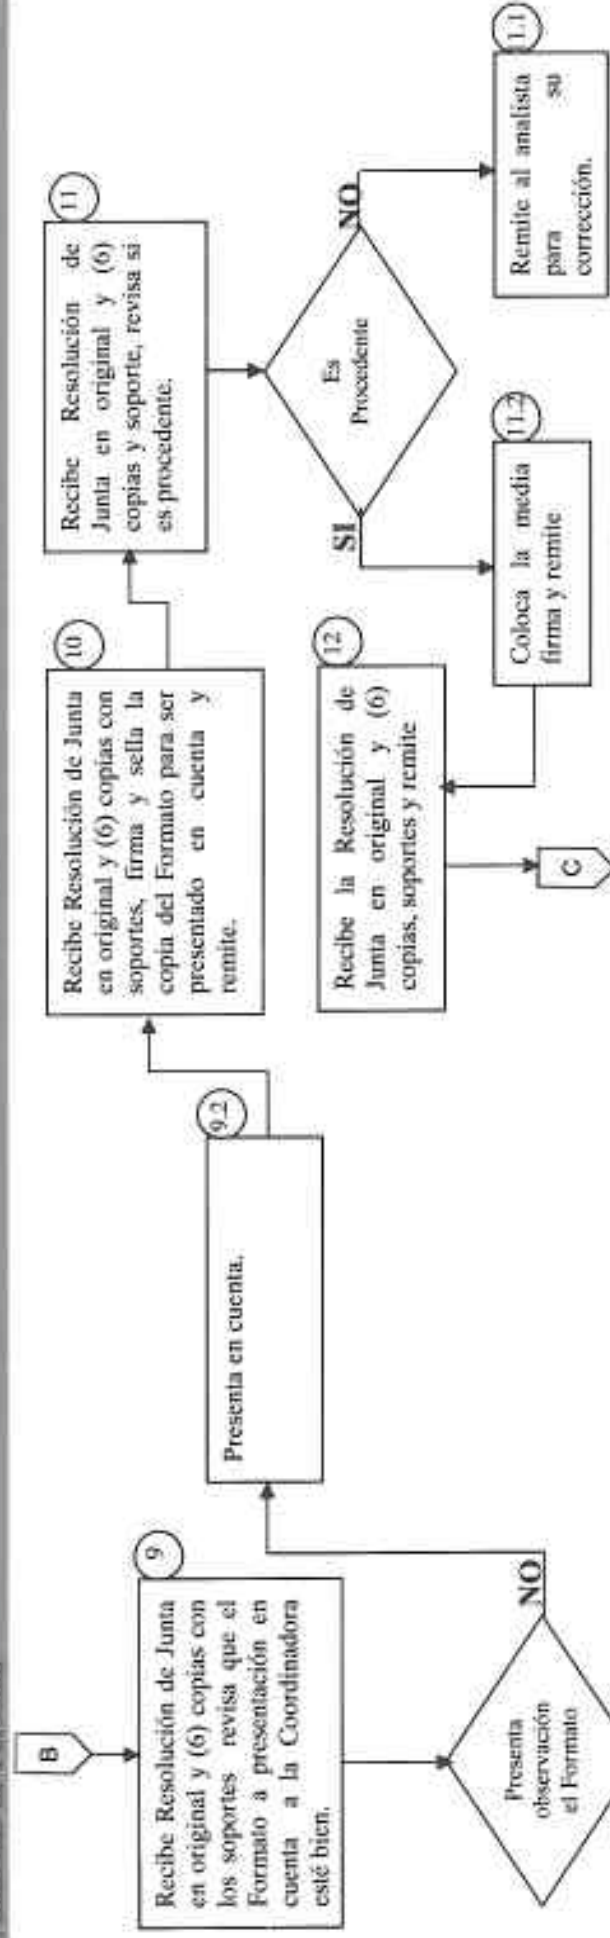 B
9
Recibe Resolución de Junta
en original y (6) copias con
los soportes revisa que el
Formato a presentación en
cuenta a la Coordinadora
esté bien.
Presenta
observación
el Formato
NO
9.2
Presenta en cuenta.
10
Recibe Resolución de Junta
en original y (6) copias con
soportes, firma y sella la
copia del Formato para ser
presentado en cuenta y
remite.
11
Recibe Resolución de
Junta en original y (6)
copias y soporte, revisa si
es procedente.
Es
Procedente
SI
NO
11.1
Remite al analista
para su
corrección.
11.2
Coloca la media
firma y remite
12
Recibe la Resolución de
Junta en original y (6)
copias, soportes y remite
C